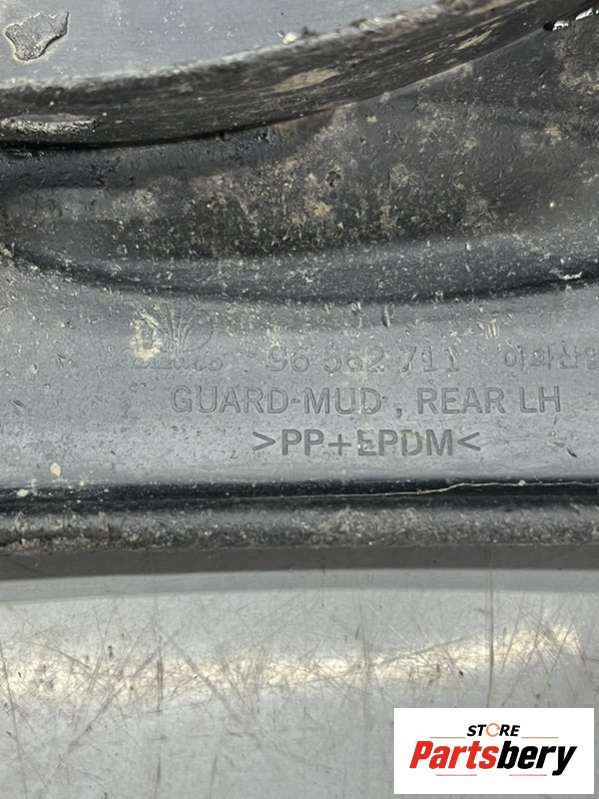 96 562 711
GUARD-MUD , REAR LH
>PP+EPDM<
STORE
Partsbery